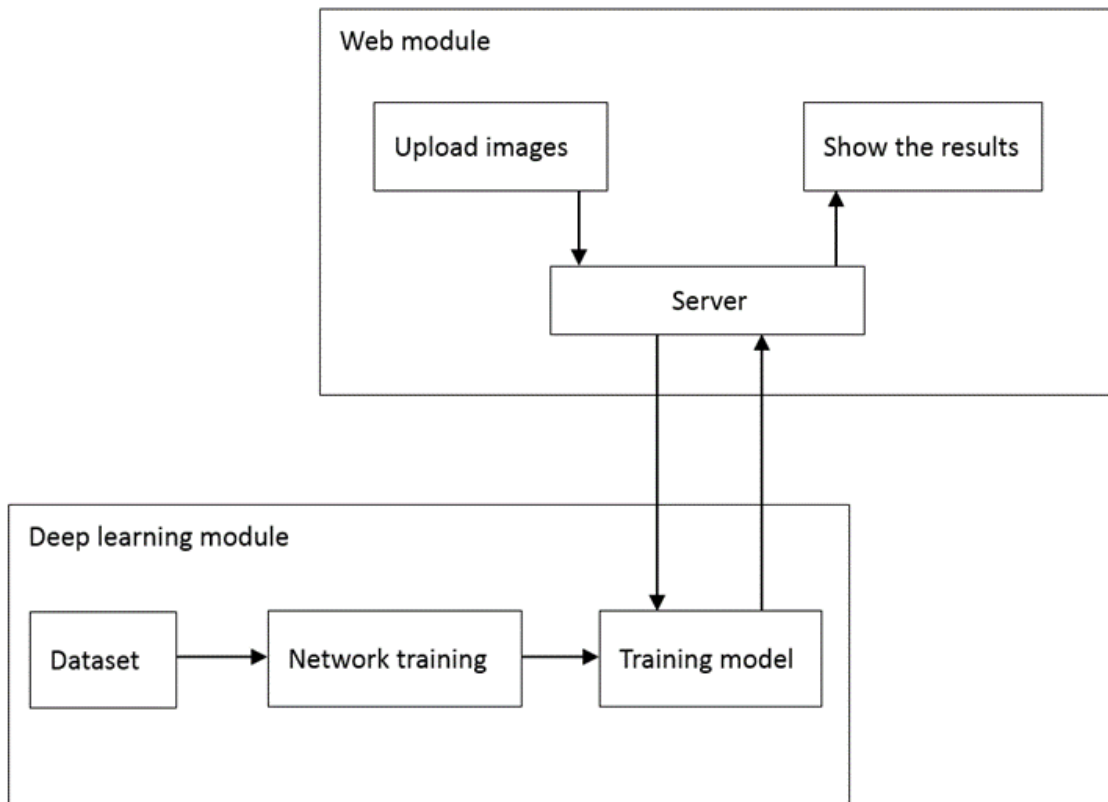 Web module
Upload images
Show the results
Server
Deep learning module
Dataset
Network training
Training model